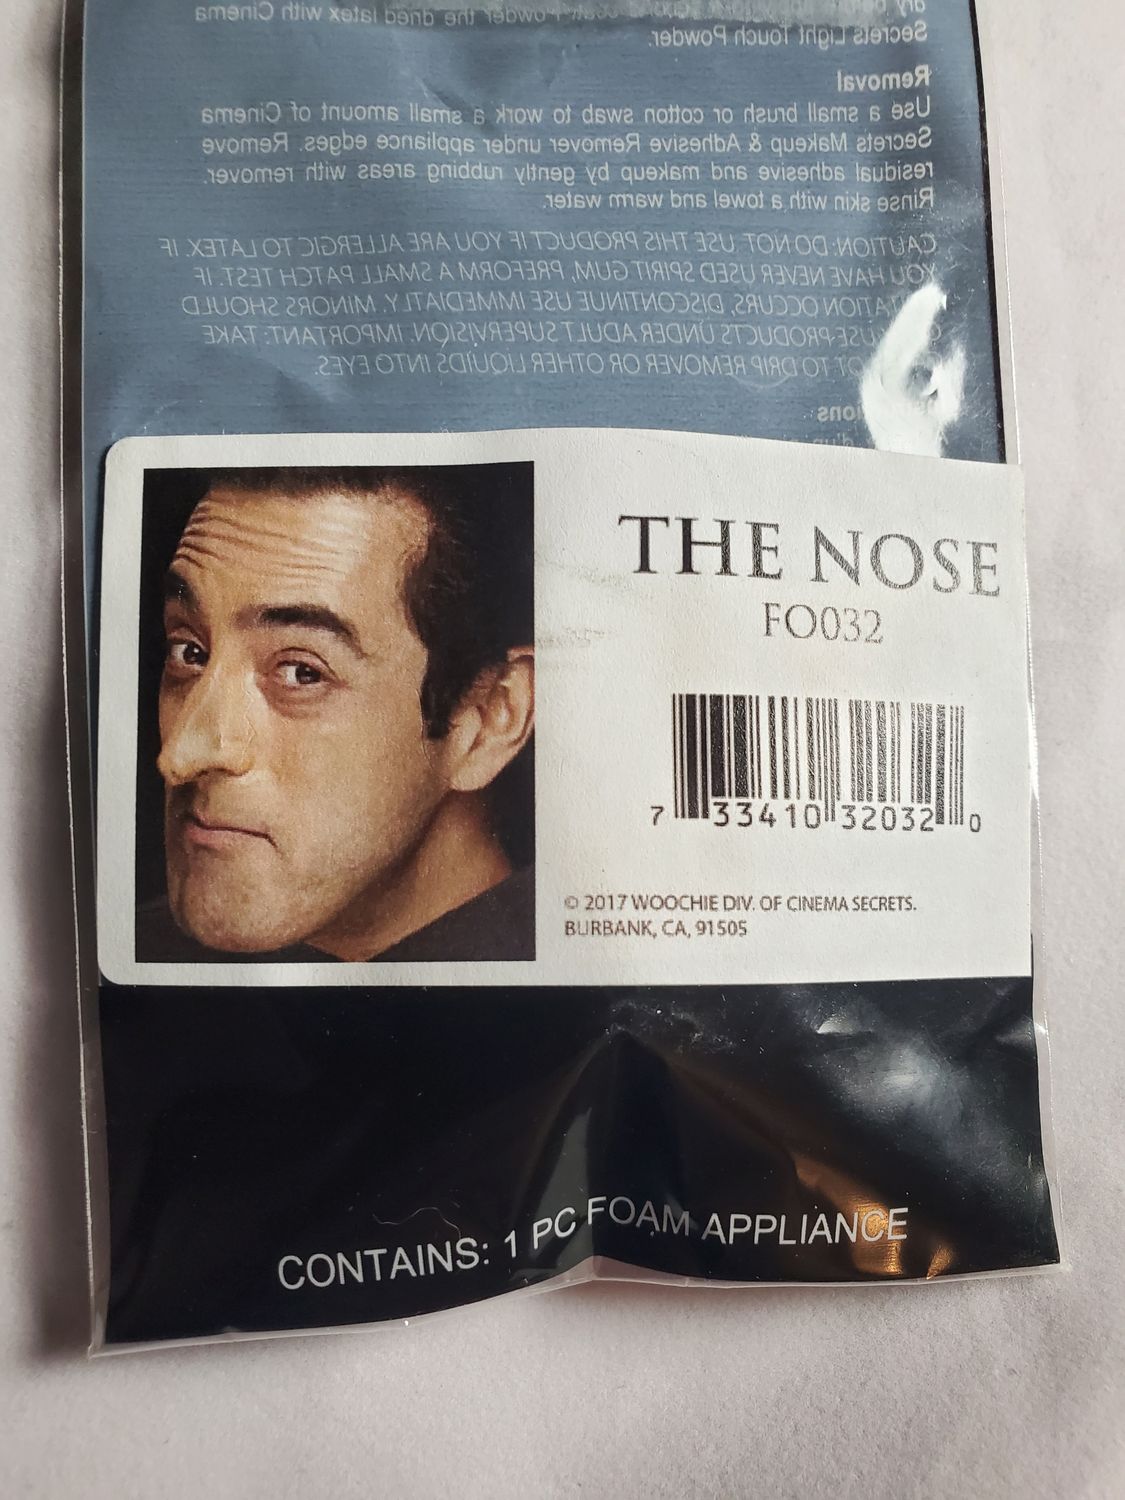 Secrets Light Touch Powder.
Removal
Use a small brush or cotton swab to work a small amount of Cinema
Secrets Makeup & Adhesive Remover under appliance edges. Remove
residual adhesive and makeup by gently rubbing areas with remover.
Rinse skin with a towel and warm water.
CAUTION: DO NOT USE THIS PRODUCT IF YOU ARE ALLERGIC TO LATEX. IF
YOU HAVE NEVER USED SPIRIT GUM, PREFORM A SMALL PATCH TEST. IF
OCCURS, DISCONTINUE USE IMMEDIATLY. MINORS SHOULD
PRODUCTS UNDER ADULT SUPERVISION. IMPORTANT: TAKE
TO DRIP REMOVER OR OTHER LIQUIDS INTO EYES.
THE NOSE
FO032
7 33410 32032 0
© 2017 WOOCHIE DIV. OF CINEMA SECRETS.
BURBANK, CA, 91505
CONTAINS: 1 PC FOAM APPLIANCE